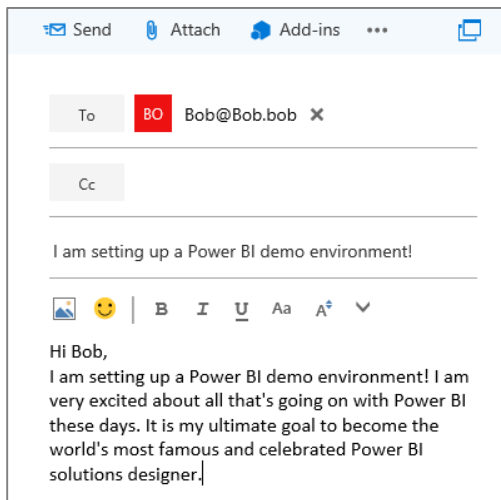 Send Attach Add-ins
To BO Bob@Bob.bob
Cc
I am setting up a Power BI demo environment!
B I U Aa A
Hi Bob,
I am setting up a Power BI demo environment! I am
very excited about all that's going on with Power BI
these days. It is my ultimate goal to become the
world's most famous and celebrated Power BI
solutions designer.